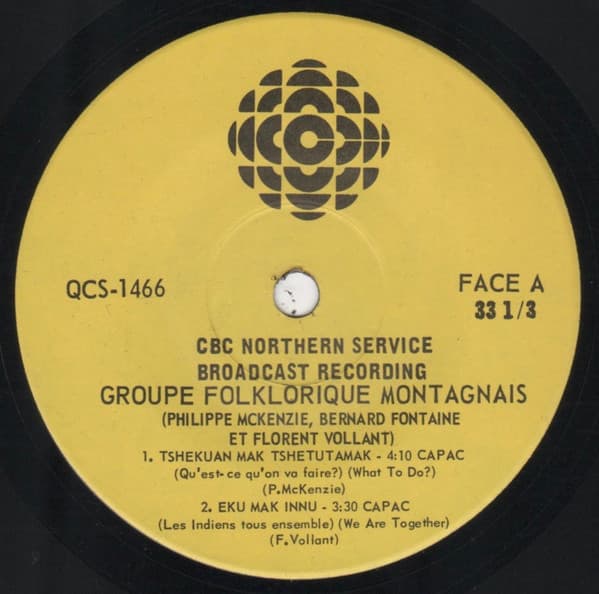 QCS-1466
FACE A
33 1/3
CBC NORTHERN SERVICE
BROADCAST RECORDING
GROUPE FOLKLORIQUE MONTAGNAIS
(PHILIPPE MCKENZIE, BERNARD FONTAINE
ET FLORENT VOLLANT)
1. TSHEKUAN MAK TSHETUTAMAK - 4:10 CAPAC
(Qu'est-ce qu'on va faire?) (What To Do?)
(P.McKenzie)
2. EKU MAK INNU - 3:30 CAPAC
(Les Indiens tous ensemble) (We Are Together)
(F.Vollant)